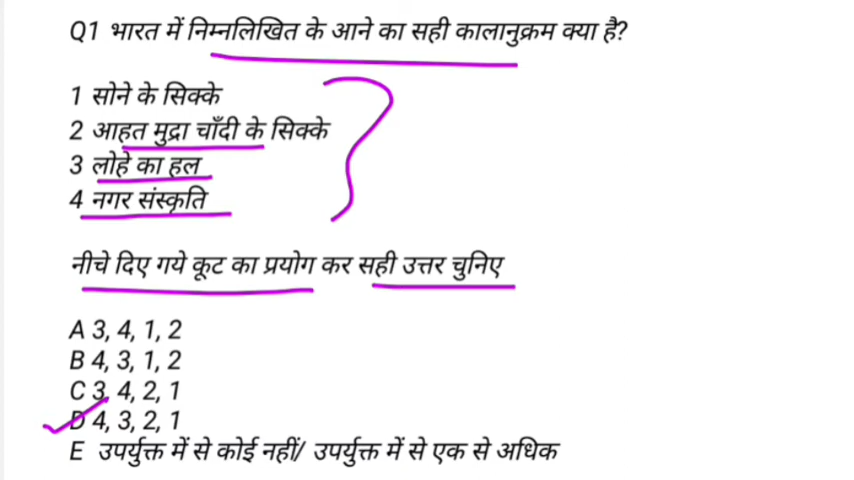 Q1 भारत में निम्नलिखित के आने का सही कालानुक्रम क्या है?
1 सोने के सिक्के
2 आहत मुद्रा चाँदी के सिक्के
3 लोहे का हल
4 नगर संस्कृति
नीचे दिए गये कूट का प्रयोग कर सही उत्तर चुनिए
A 3, 4, 1, 2
B 4, 3, 1, 2
C 3, 4, 2, 1
D 4, 3, 2, 1
E उपर्युक्त में से कोई नहीं/ उपर्युक्त में से एक से अधिक